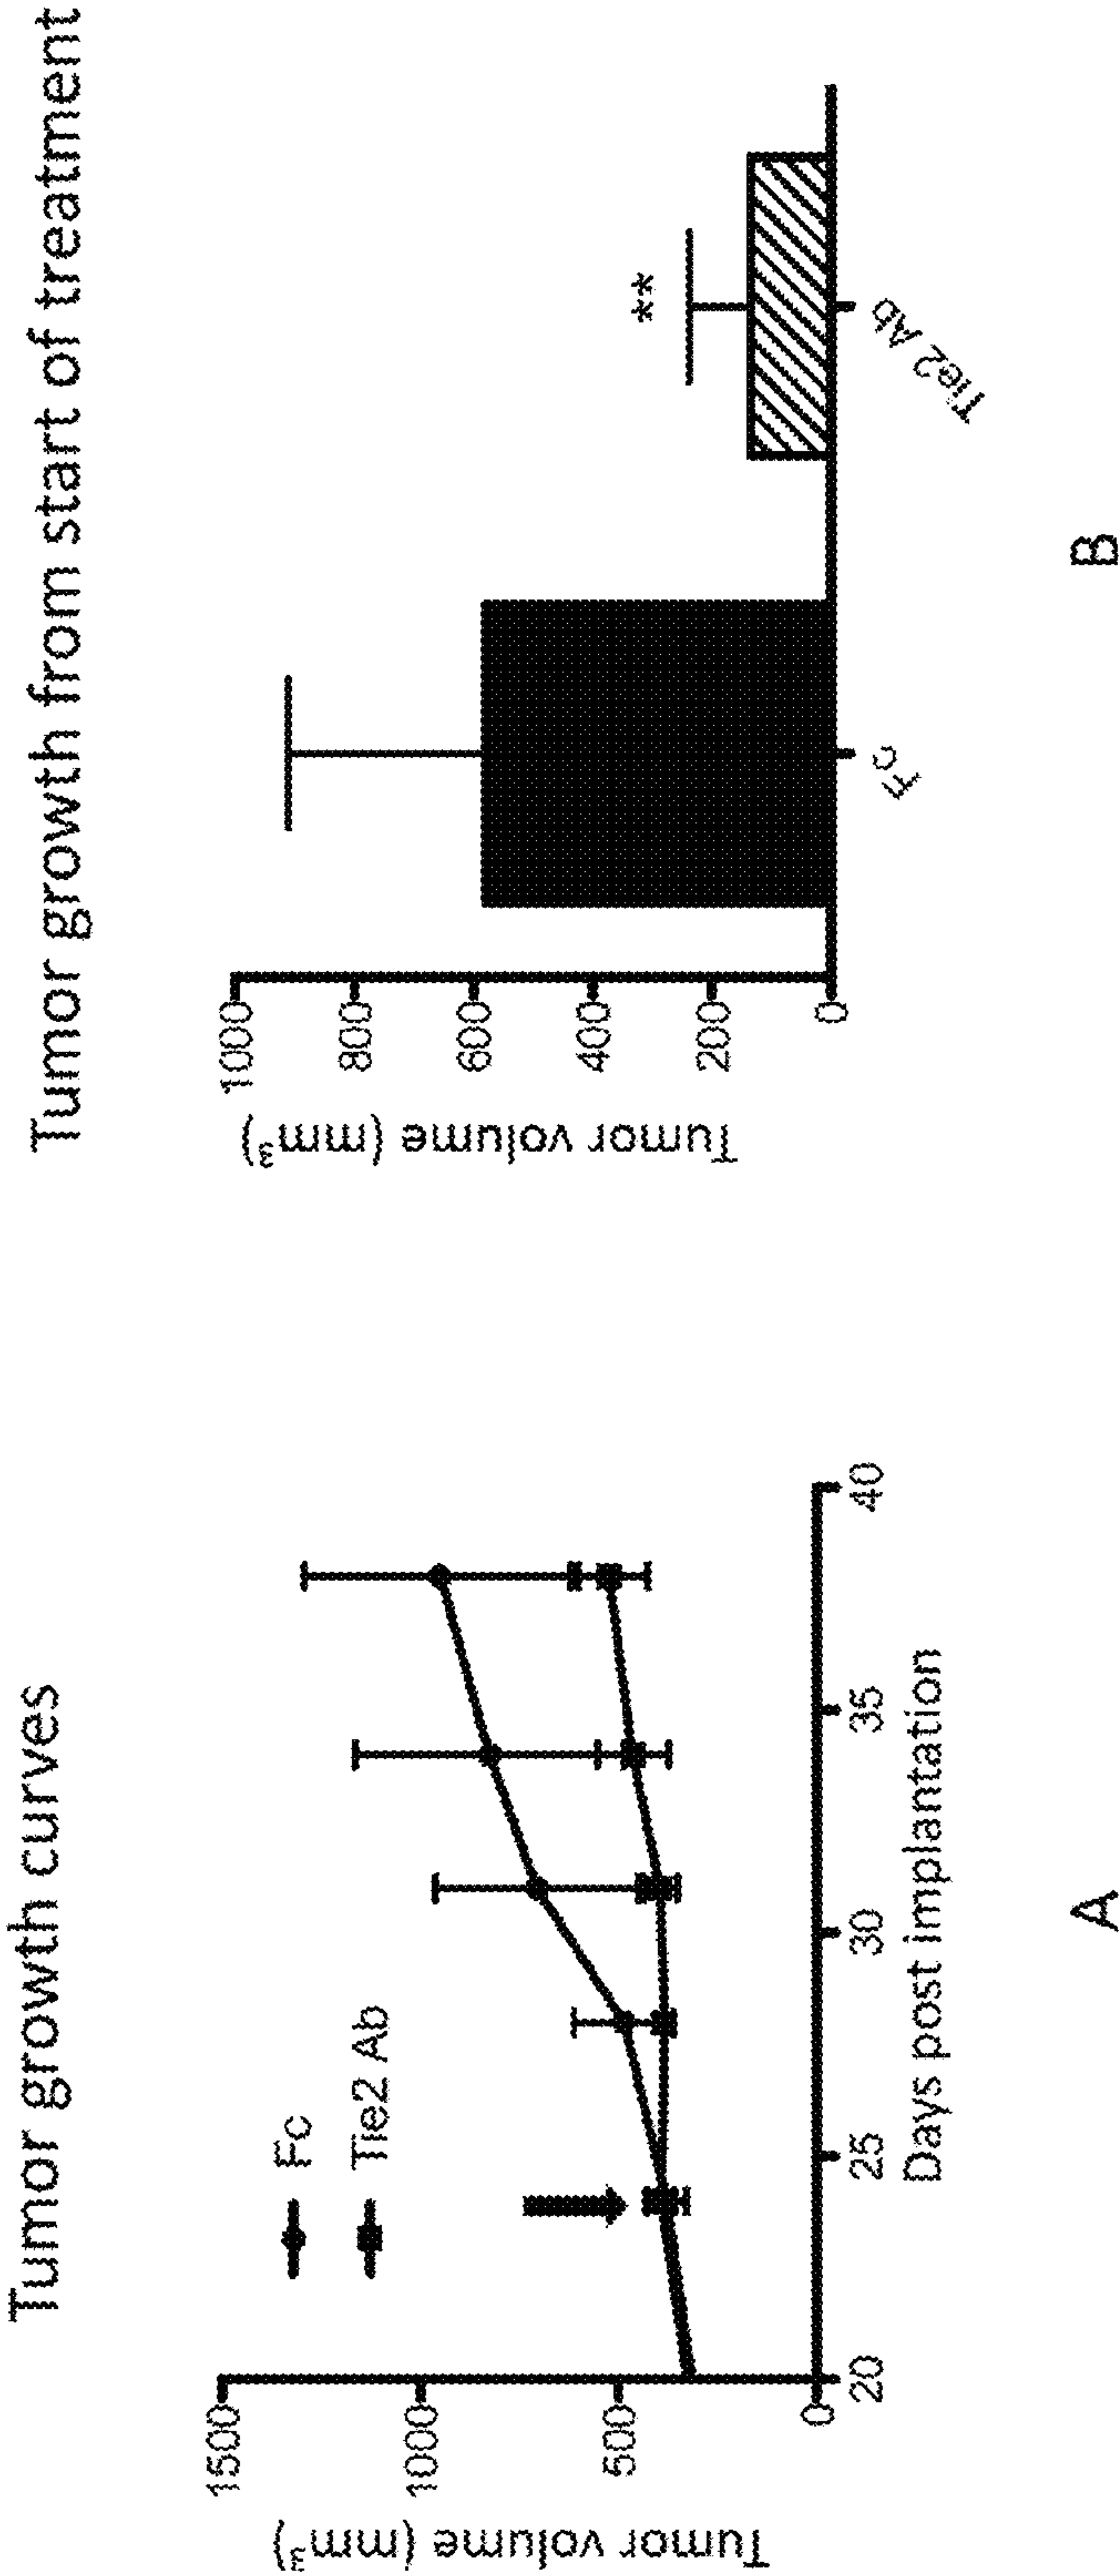 Tumor growth curves
Tumor volume (mm³)
1500
1000
500
0
Fc
Tie2 Ab
20
25
30
35
40
Days post implantation
A
Tumor growth from start of treatment
Tumor volume (mm³)
1000
800
600
400
200
0
**
Fc
Tie2 Ab
B